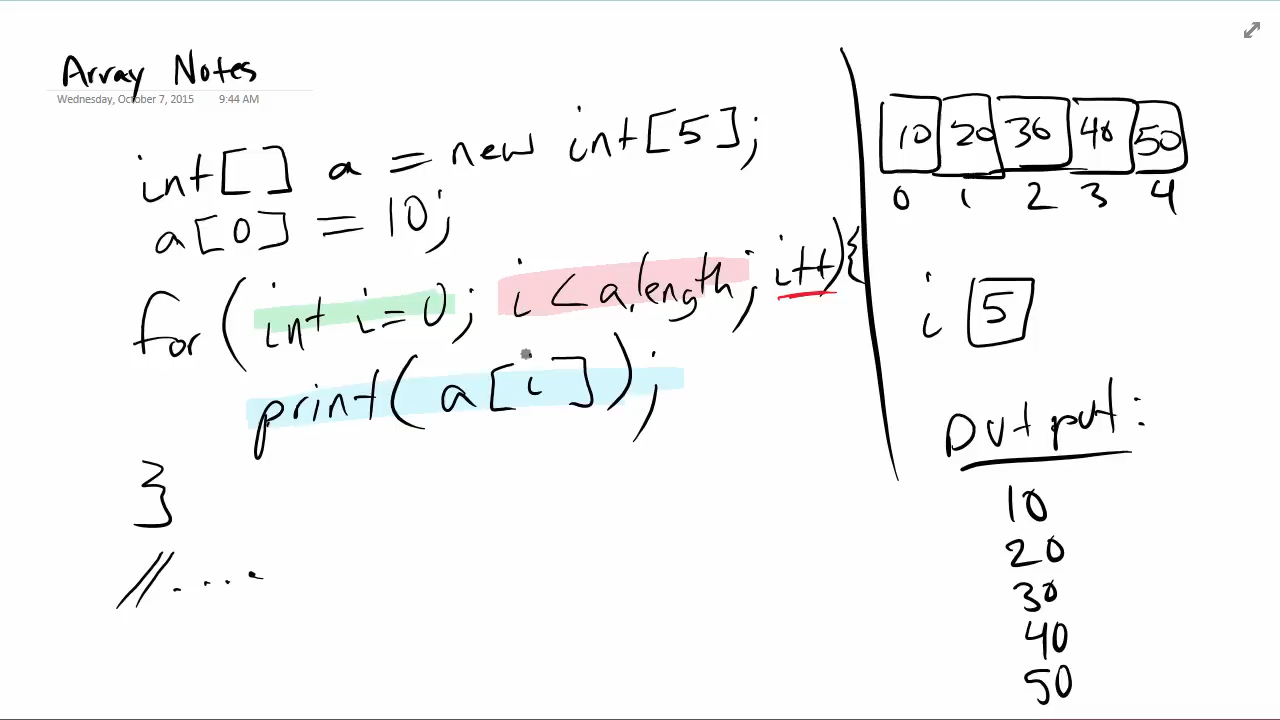 Array Notes
Wednesday, October 7, 2015 9:44 AM
int[] a = new int[5];
a[0] = 10;
for(int i=0; i<a.length; i++){
print(a[i]);
}
//....
10 20 30 40 50
0 1 2 3 4
i 5
Output:
10
20
30
40
50